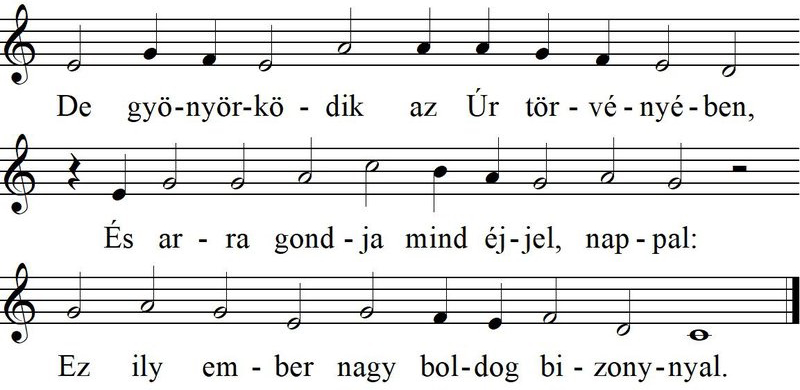 De gyö-nyör-kö - dik az Úr tör - vé - nyé - ben,
És ar - ra gond - ja mind éj-jel, nap - pal:
Ez ily em - ber nagy bol-dog bi - zony-nyal.